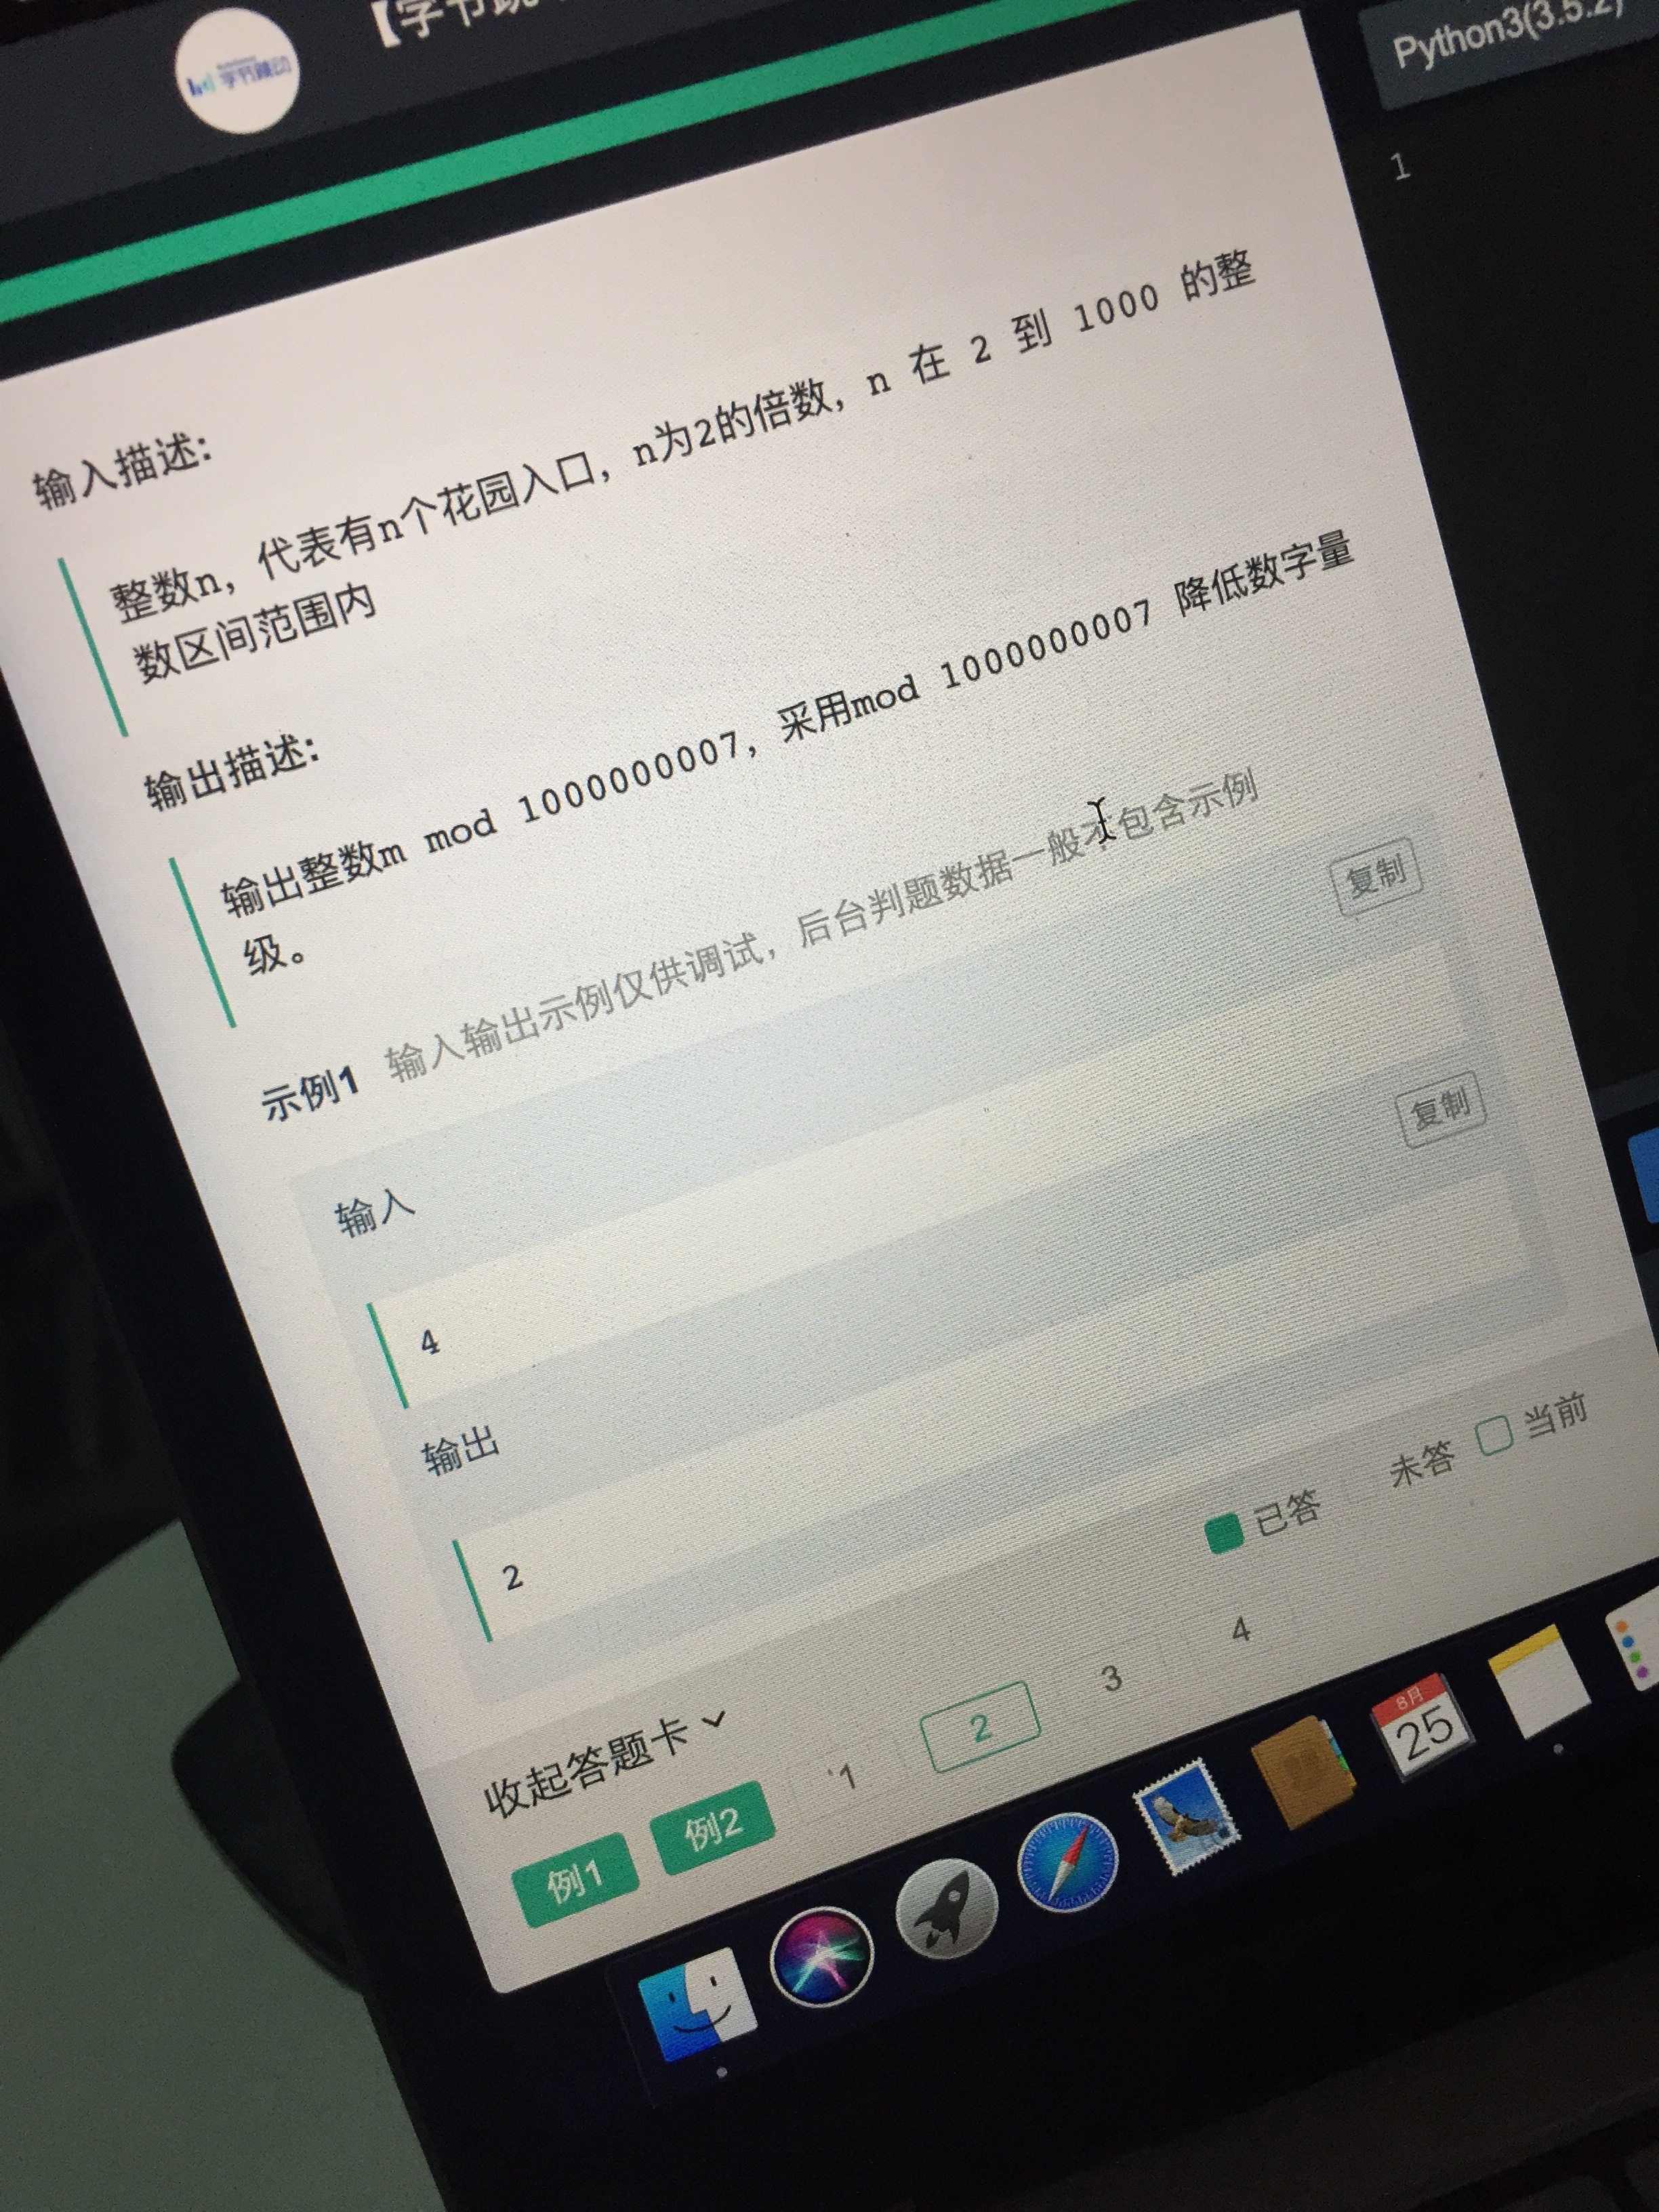 字节跳动
【字节跳
Python3(3.5.2)
1
输入描述:
整数n，代表有n个花园入口，n为2的倍数，n 在 2 到 1000 的整
数区间范围内
输出描述:
输出整数m mod 1000000007，采用mod 1000000007 降低数字量
级。
示例1 输入输出示例仅供调试，后台判题数据一般不包含示例
输入
复制
4
输出
复制
2
已答 未答 当前
收起答题卡
例1 例2 1 2 3 4
8月
25